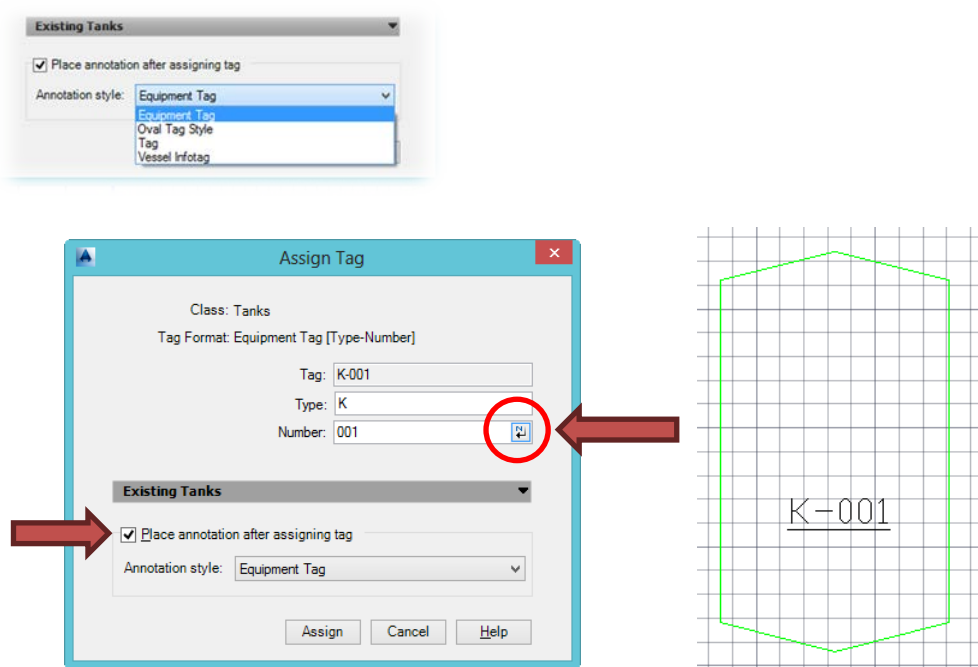 Existing Tanks
Place annotation after assigning tag
Annotation style: Equipment Tag
Equipment Tag
Oval Tag Style
Tag
Vessel Infotag
Assign Tag
Class: Tanks
Tag Format: Equipment Tag [Type-Number]
Tag: K-001
Type: K
Number: 001
Existing Tanks
Place annotation after assigning tag
Annotation style: Equipment Tag
Assign Cancel Help
K-001